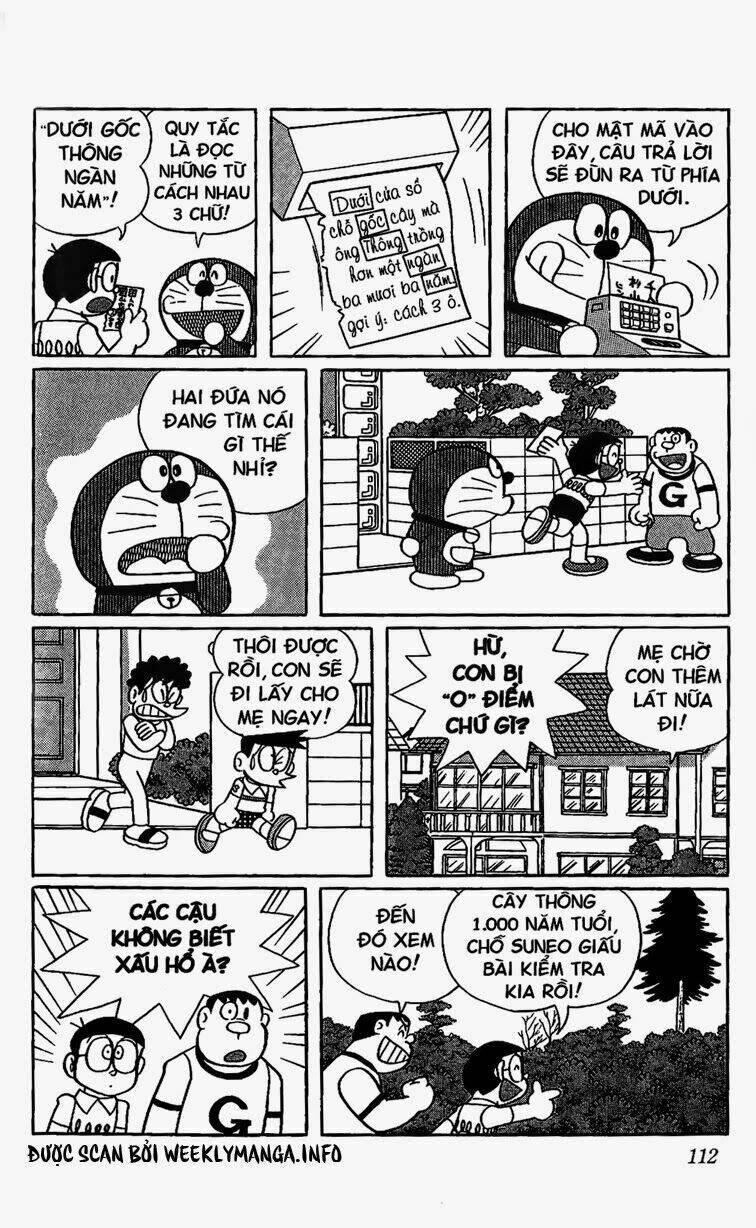 CHO MẬT MÃ VÀO
ĐÂY, CÂU TRẢ LỜI
SẼ ĐÙN RA TỪ PHÍA
DƯỚI.
Dưới cửa sổ
chỗ gốc cây mà
ông Thông trồng
hơn một ngàn
ba mươi ba năm
gợi ý: cách 3 ô.
QUY TẮC
LÀ ĐỌC
NHỮNG TỪ
CÁCH NHAU
3 CHỮ!
"DƯỚI GỐC
THÔNG
NGÀN
NĂM"!
G
HAI ĐỨA NÓ
ĐANG TÌM CÁI
GÌ THẾ
NHỈ?
MẸ CHỜ
CON THÊM
LÁT NỮA
ĐI!
HỪ,
CON BỊ
"O" ĐIỂM
CHỨ GÌ?
THÔI ĐƯỢC
RỒI, CON SẼ
ĐI LẤY CHO
MẸ NGAY!
CÂY THÔNG
1.000 NĂM TUỔI,
CHỖ SUNEO GIẤU
BÀI KIỂM TRA
KIA RỒI!
ĐẾN
ĐÓ XEM
NÀO!
CÁC CẬU
KHÔNG BIẾT
XẤU HỔ À?
G
ĐƯỢC SCAN BỞI WEEKLYMANGA.INFO
112